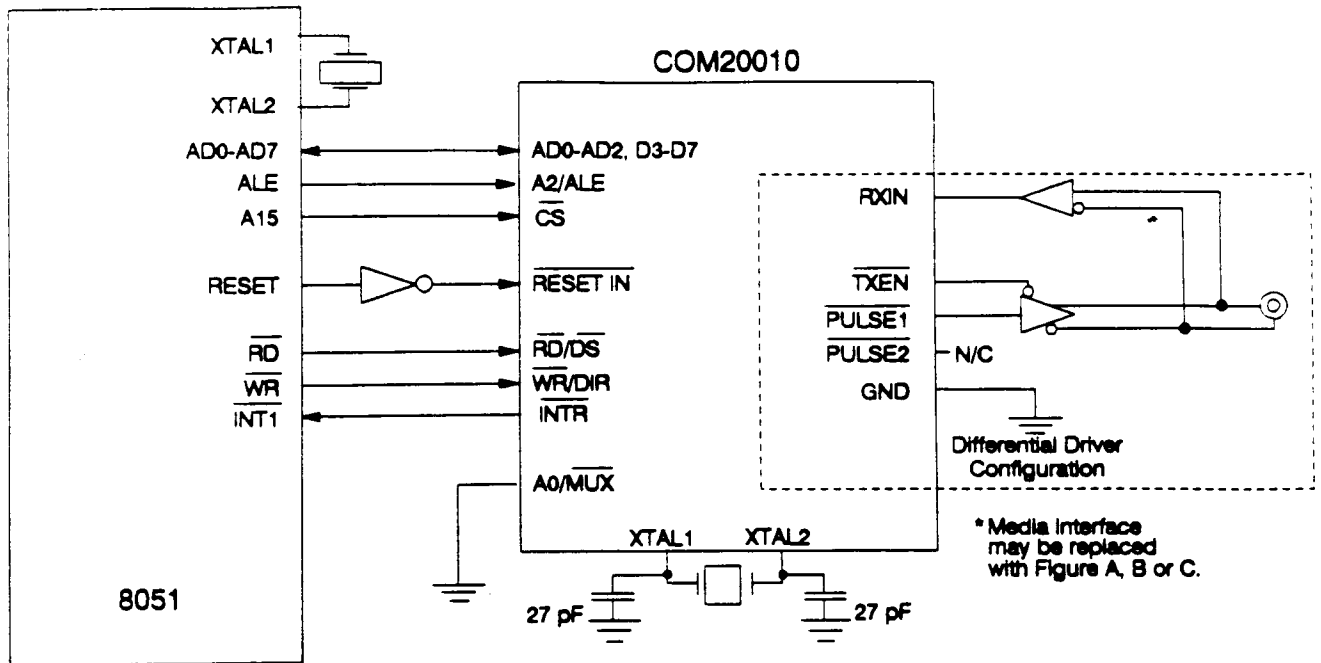 XTAL1
XTAL2
AD0-AD7
ALE
A15
RESET
RD
WR
INT1
8051
COM20010
AD0-AD2, D3-D7
A2/ALE
CS
RESET IN
RD/DS
WR/DIR
INTR
A0/MUX
XTAL1 XTAL2
27 pF 27 pF
RXIN
TXEN
PULSE1
PULSE2 N/C
GND
Differential Driver
Configuration
*
* Media Interface
may be replaced
with Figure A, B or C.